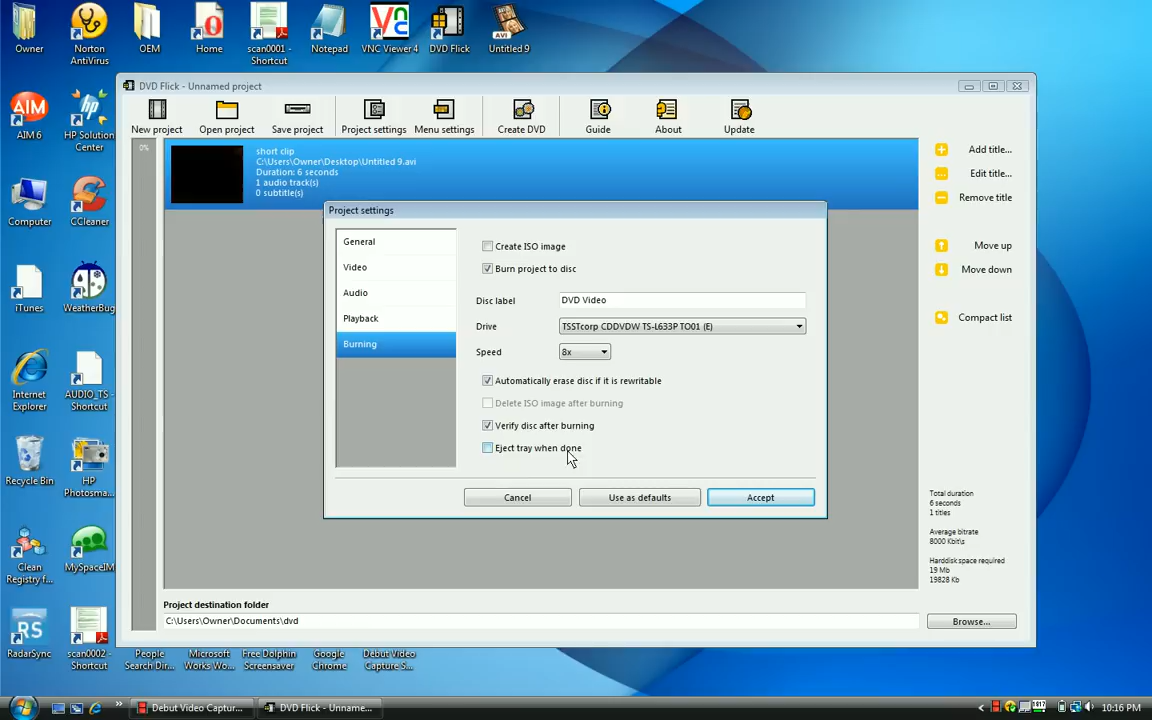 Owner
Norton AntiVirus
OEM
Home
scan0001 - Shortcut
Notepad
VNC Viewer 4
DVD Flick
Untitled 9
AVI
DVD Flick - Unnamed project
New project
Open project
Save project
Project settings
Menu settings
Create DVD
Guide
About
Update
0%
short clip
C:\Users\Owner\Desktop\Untitled 9.avi
Duration: 6 seconds
1 audio track(s)
0 subtitle(s)
Add title...
Edit title...
Remove title
Move up
Move down
Compact list
Project settings
General
Video
Audio
Playback
Burning
Create ISO image
Burn project to disc
Disc label
DVD Video
Drive
TSSTcorp CDDVDW TS-L633P TO01 (E)
Speed
8x
Automatically erase disc if it is rewritable
Delete ISO image after burning
Verify disc after burning
Eject tray when done
Cancel
Use as defaults
Accept
Total duration
6 seconds
1 titles
Average bitrate
8000 Kbit\s
Harddisk space required
19 Mb
19828 Kb
Project destination folder
C:\Users\Owner\Documents\dvd
Browse...
AIM
AIM 6
hp
HP Solution Center
Computer
CCleaner
iTunes
WeatherBug
Internet Explorer
AUDIO_TS - Shortcut
Recycle Bin
HP Photosma...
Clean Registry f...
MySpaceIM
RS
RadarSync
scan0002 - Shortcut
People Search Dir...
Microsoft Works Wo...
Free Dolphin Screensaver
Google Chrome
Debut Video Capture S...
Debut Video Captur...
DVD Flick - Unname...
10:16 PM